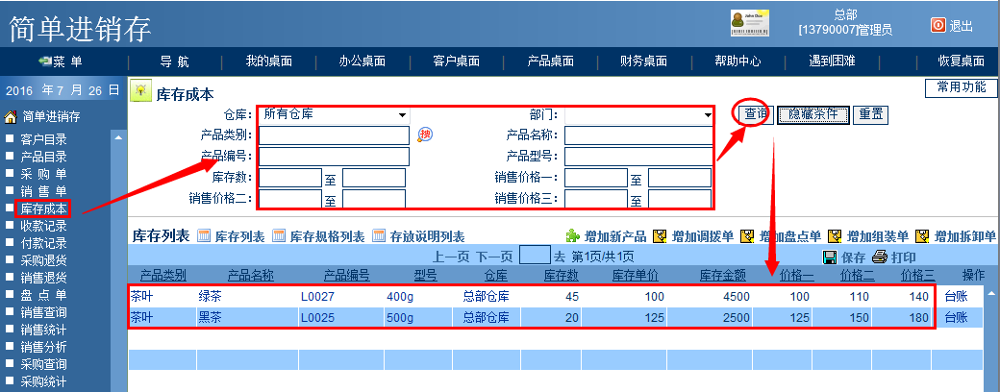 简单进销存
John Doe
总部
[13790007]管理员
退出
菜 单 导 航 我的桌面 办公桌面 客户桌面 产品桌面 财务桌面 帮助中心 遇到困难 恢复桌面
2016 年 7 月 26 日
库存成本
常用功能
简单进销存
客户目录
产品目录
采 购 单
销 售 单
库存成本
收款记录
付款记录
采购退货
销售退货
盘 点 单
销售查询
销售统计
销售分析
采购查询
采购统计
仓库: 所有仓库 部门: 查询 隐藏条件 重置
产品类别: 搜 产品名称:
产品编号: 产品型号:
库存数: 至 销售价格一: 至
销售价格二: 至 销售价格三: 至
库存列表 库存列表 库存规格列表 存放说明列表 增加新产品 增加调拨单 增加盘点单 增加组装单 增加拆卸单
上一页 下一页 去 第1页/共1页 保存 打印
产品类别 产品名称 产品编号 型号 仓库 库存数 库存单价 库存金额 价格一 价格二 价格三 操作
茶叶 绿茶 L0027 400g 总部仓库 45 100 4500 100 110 140 台账
茶叶 黑茶 L0025 500g 总部仓库 20 125 2500 125 150 180 台账